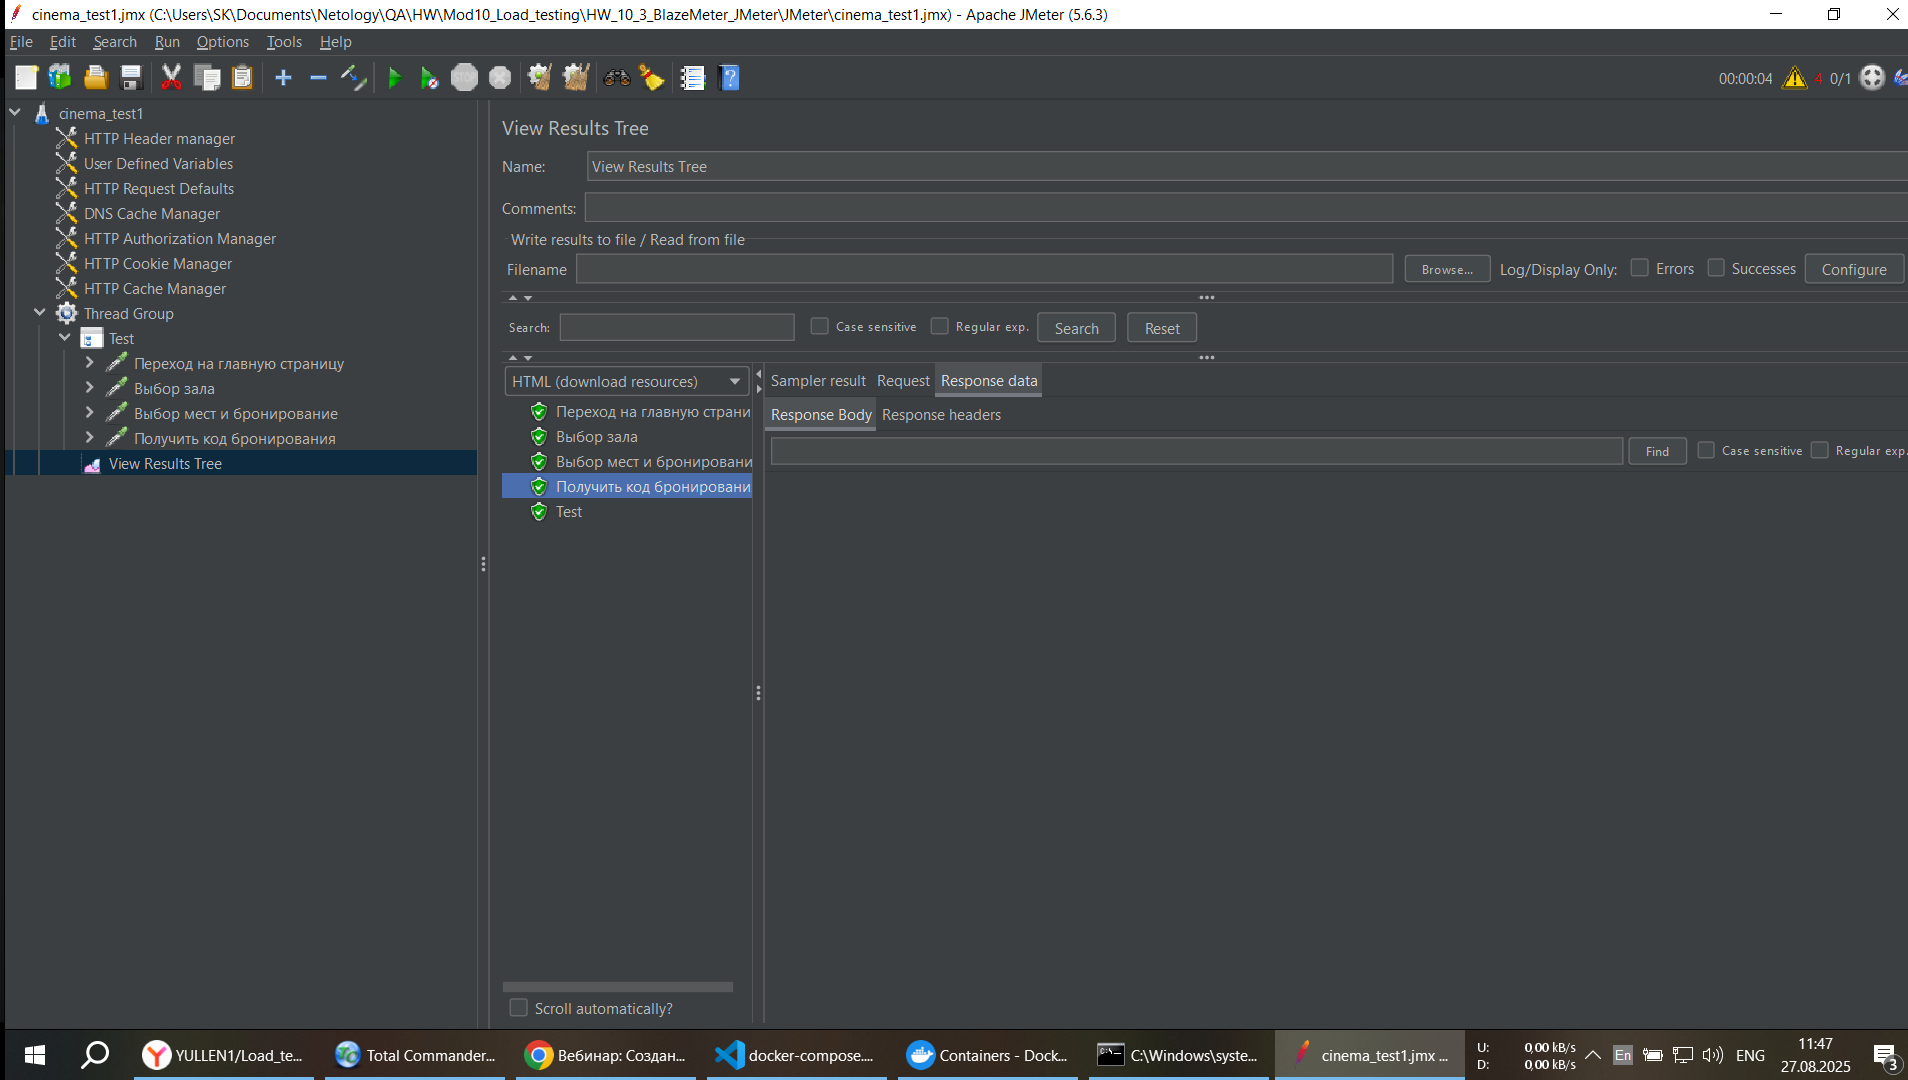 cinema_test1.jmx (C:\Users\SK\Documents\Netology\QA\HW\Mod10_Load_testing\HW_10_3_BlazeMeter_JMeter\JMeter\cinema_test1.jmx) - Apache JMeter (5.6.3)
File Edit Search Run Options Tools Help
STOP
00:00:04 4 0/1
cinema_test1
HTTP Header manager
User Defined Variables
HTTP Request Defaults
DNS Cache Manager
HTTP Authorization Manager
HTTP Cookie Manager
HTTP Cache Manager
Thread Group
Test
Переход на главную страницу
Выбор зала
Выбор мест и бронирование
Получить код бронирования
View Results Tree
View Results Tree
Name: View Results Tree
Comments:
Write results to file / Read from file
Filename Browse... Log/Display Only: Errors Successes Configure
Search: Case sensitive Regular exp. Search Reset
HTML (download resources)
Переход на главную страни
Выбор зала
Выбор мест и бронировани
Получить код бронировани
Test
Scroll automatically?
Sampler result Request Response data
Response Body Response headers
Find Case sensitive Regular exp.
YULLEN1/Load_te... Total Commander... Вебинар: Создан... docker-compose.... Containers - Dock... C:\Windows\syste... cinema_test1.jmx ...
U: 0,00 kB/s
D: 0,00 kB/s
En ENG
11:47
27.08.2025
3